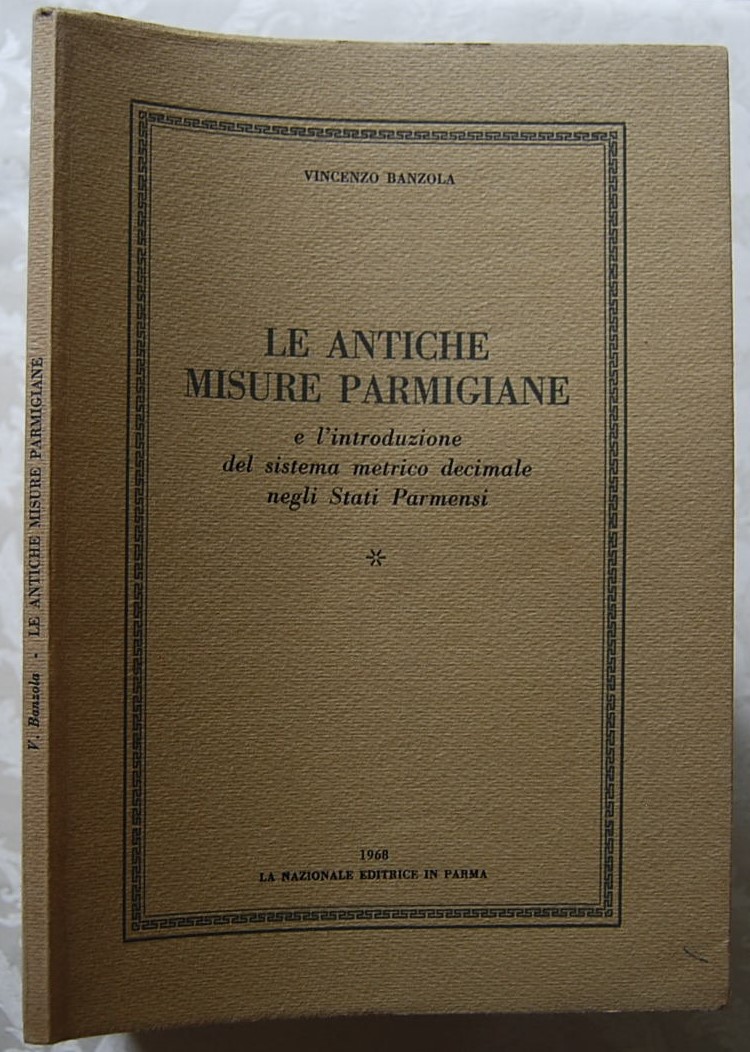 VINCENZO BANZOLA
LE ANTICHE
MISURE PARMIGIANE
e l'introduzione
del sistema metrico decimale
negli Stati Parmensi
1968
LA NAZIONALE EDITRICE IN PARMA
V. Banzola - LE ANTICHE MISURE PARMIGIANE